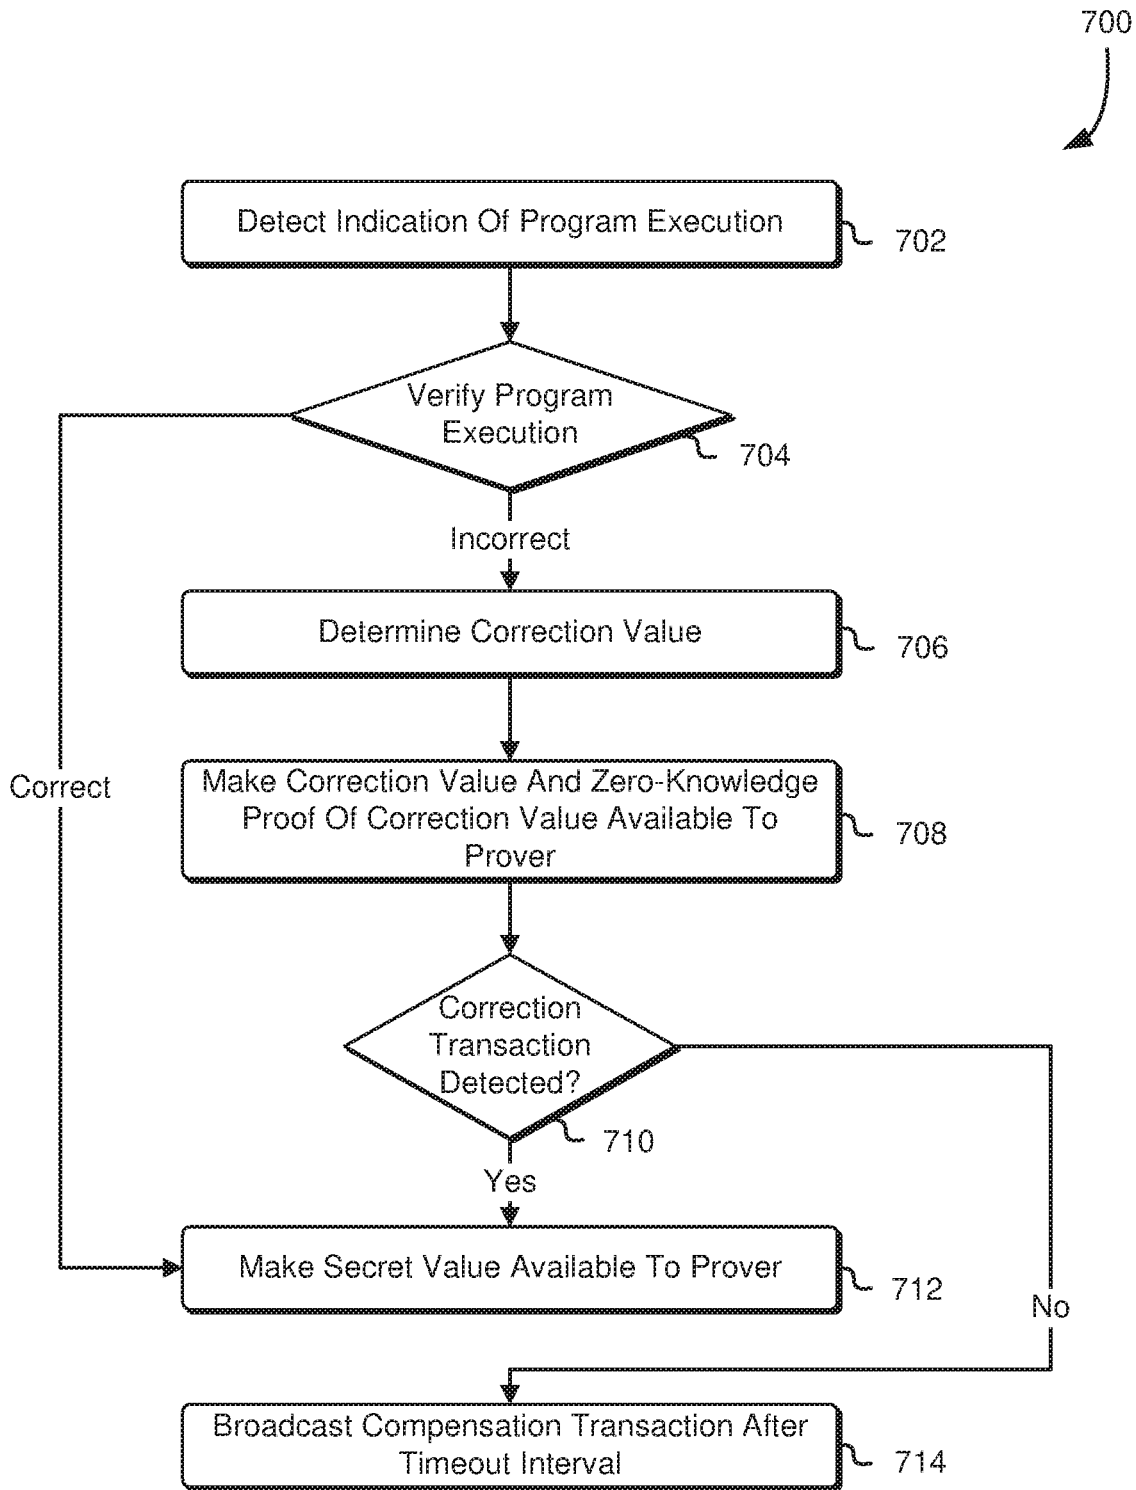 700
Detect Indication Of Program Execution
702
Verify Program
Execution
704
Incorrect
Determine Correction Value
706
Correct
Make Correction Value And Zero-Knowledge
Proof Of Correction Value Available To
Prover
708
Correction
Transaction
Detected?
710
Yes
Make Secret Value Available To Prover
712
No
Broadcast Compensation Transaction After
Timeout Interval
714